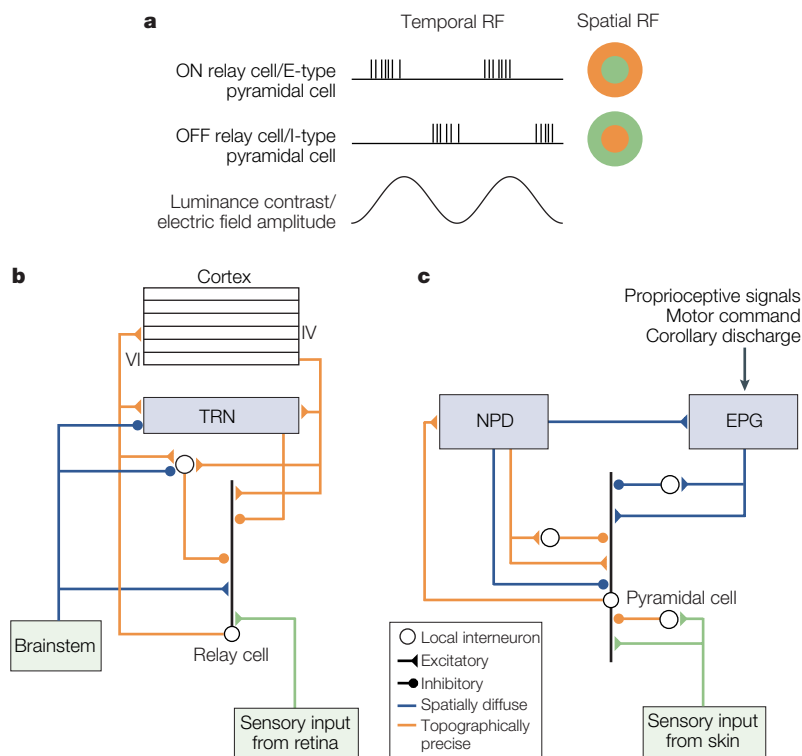 a
Temporal RF
Spatial RF
ON relay cell/E-type
pyramidal cell
OFF relay cell/I-type
pyramidal cell
Luminance contrast/
electric field amplitude
b
Cortex
IV
VI
TRN
Brainstem
Relay cell
Sensory input
from retina
c
Proprioceptive signals
Motor command
Corollary discharge
NPD
EPG
Pyramidal cell
Local interneuron
Excitatory
Inhibitory
Spatially diffuse
Topographically
precise
Sensory input
from skin